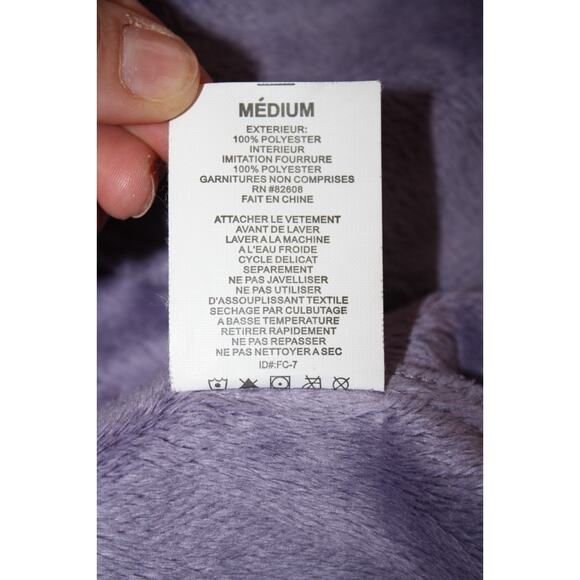 MÉDIUM
EXTERIEUR:
100% POLYESTER
INTERIEUR
IMITATION FOURRURE
100% POLYESTER
GARNITURES NON COMPRISES
RN #82608
FAIT EN CHINE
ATTACHER LE VETEMENT
AVANT DE LAVER
LAVER A LA MACHINE
A L'EAU FROIDE
CYCLE DELICAT
SEPAREMENT
NE PAS JAVELLISER
NE PAS UTILISER
D'ASSOUPLISSANT TEXTILE
SECHAGE PAR CULBUTAGE
A BASSE TEMPERATURE
RETIRER RAPIDEMENT
NE PAS REPASSER
NE PAS NETTOYER A SEC
ID#:FC-7